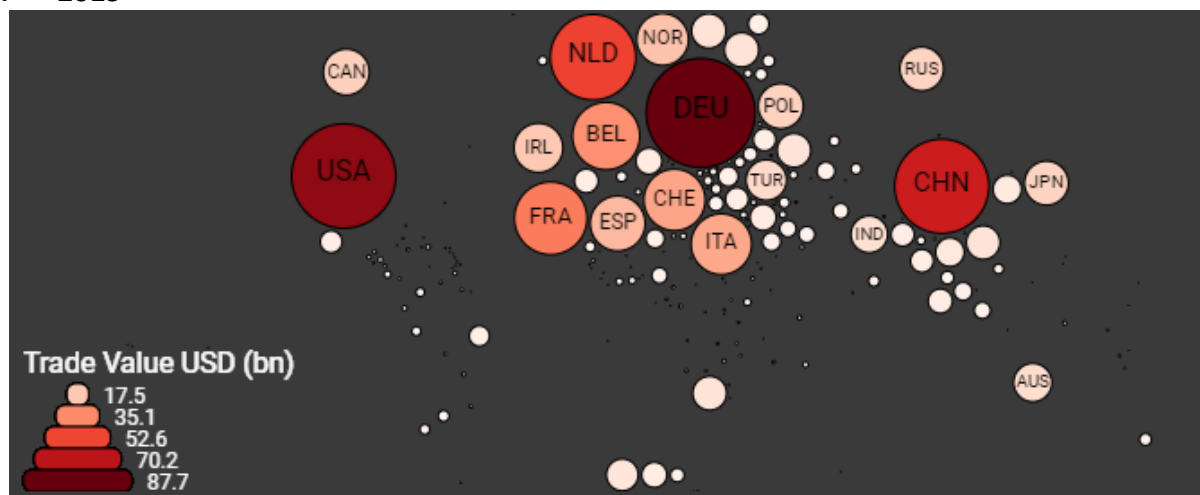 NLD
NOR
CAN
RUS
DEU
POL
BEL
IRL
USA
TUR
CHN
JPN
CHE
FRA
ESP
ITA
IND
Trade Value USD (bn)
17.5
35.1
52.6
AUS
70.2
87.7